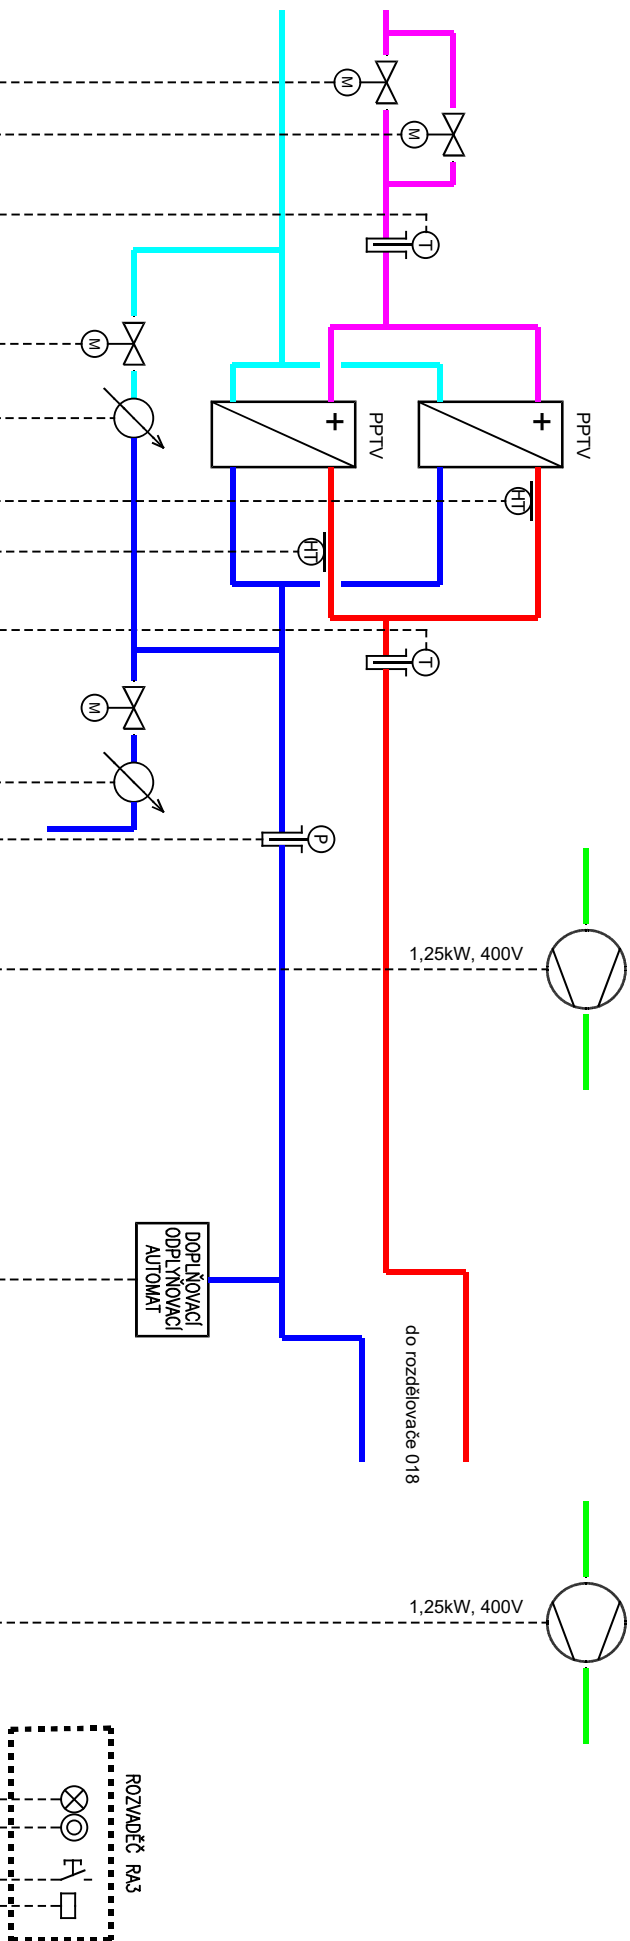 M
M
T
M
PPTV
PPTV
+
+
HT
HT
T
M
P
1,25kW, 400V
DOPLŇOVACÍ
ODPLYŇOVACÍ
AUTOMAT
do rozdělovače 018
1,25kW, 400V
ROZVADĚČ RA3